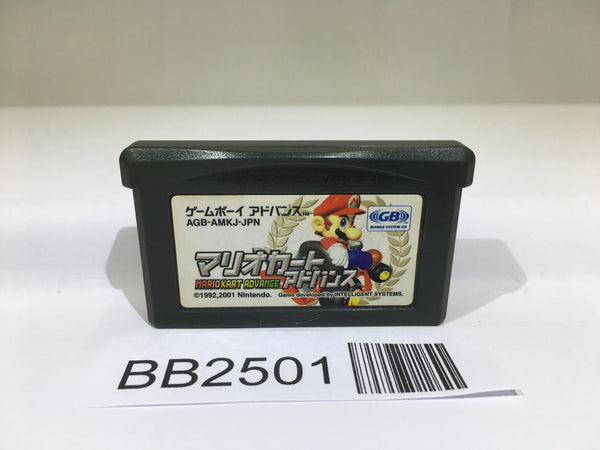 ゲームボーイ アドバンス™
AGB-AMKJ-JPN
GB
MOBILE SYSTEM GB
マリオカート
アドバンス
MARIO KART ADVANCE
©1992,2001 Nintendo. Game developed by INTELLIGENT SYSTEMS.
BB2501